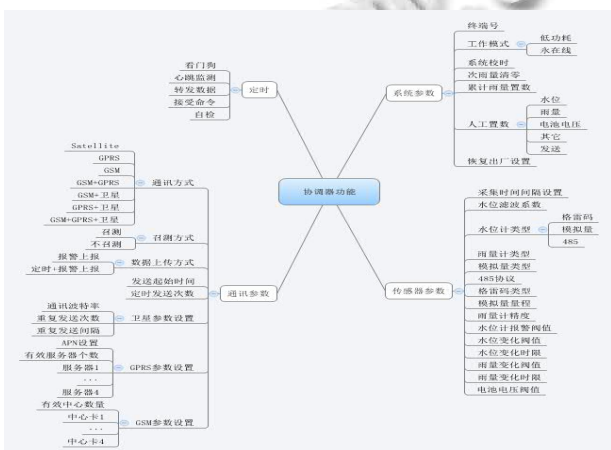 协调器功能
定时
看门狗
心跳监测
转发数据
接受命令
自检
通讯参数
通讯方式
Satellite
GPRS
GSM
GSM+GPRS
GSM+卫星
GPRS+卫星
GSM+GPRS+卫星
召测方式
召测
不召测
数据上传方式
报警上报
定时+报警上报
发送起始时间
定时发送次数
卫星参数设置
通讯波特率
重复发送次数
重复发送间隔
GPRS参数设置
APN设置
有效服务器个数
服务器1
...
服务器4
GSM参数设置
有效中心数量
中心卡1
...
中心卡4
系统参数
终端号
工作模式
低功耗
永在线
系统校时
次雨量清零
累计雨量置数
人工置数
水位
雨量
电池电压
其它
发送
恢复出厂设置
传感器参数
采集时间间隔设置
水位滤波系数
水位计类型
格雷码
模拟量
485
雨量计类型
模拟量类型
485协议
格雷码类型
模拟量量程
雨量计精度
水位计报警阀值
水位变化阀值
水位变化时限
雨量变化阀值
雨量变化时限
电池电压阀值